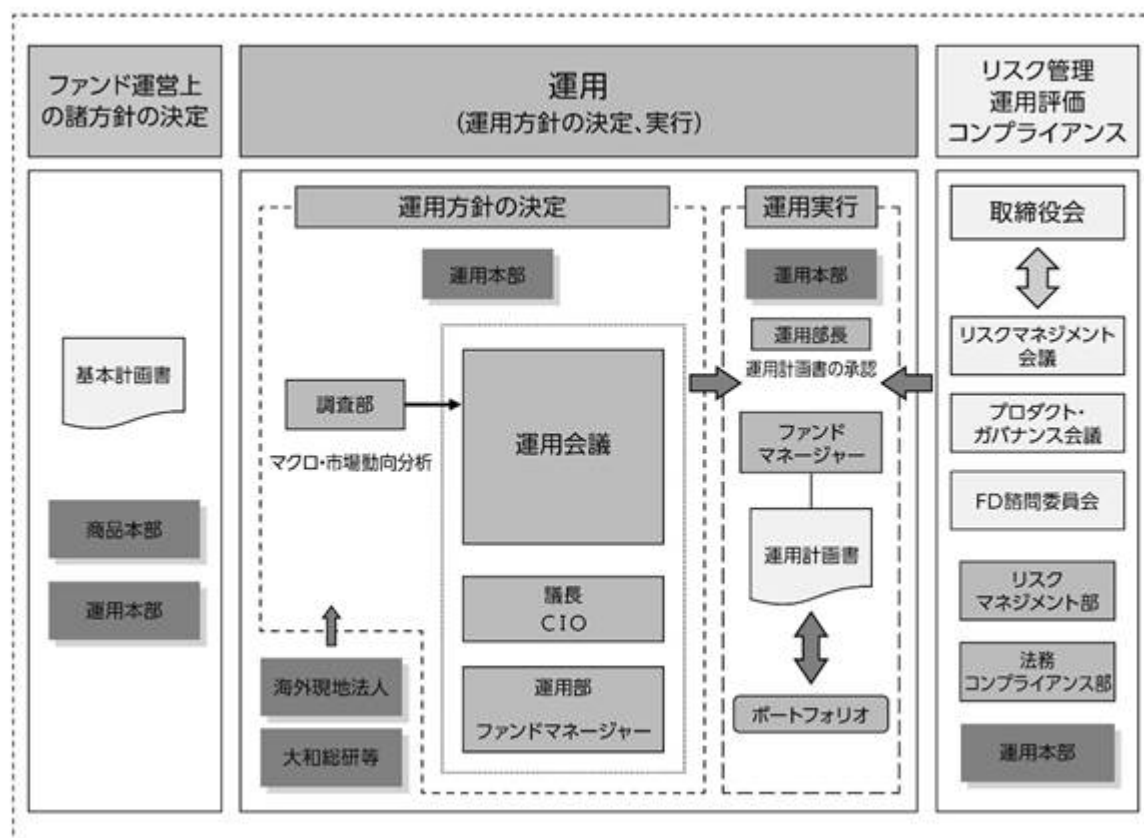 ファンド運営上
の諸方針の決定
運用
(運用方針の決定、実行)
リスク管理
運用評価
コンプライアンス
基本計画書
商品本部
運用本部
運用方針の決定
運用本部
調査部
マクロ・市場動向分析
運用会議
議長
CIO
運用部
ファンドマネージャー
海外現地法人
大和総研等
運用実行
運用本部
運用部長
運用計画書の承認
ファンド
マネージャー
運用計画書
ポートフォリオ
取締役会
リスクマネジメント
会議
プロダクト・
ガバナンス会議
FD諮問委員会
リスク
マネジメント部
法務
コンプライアンス部
運用本部